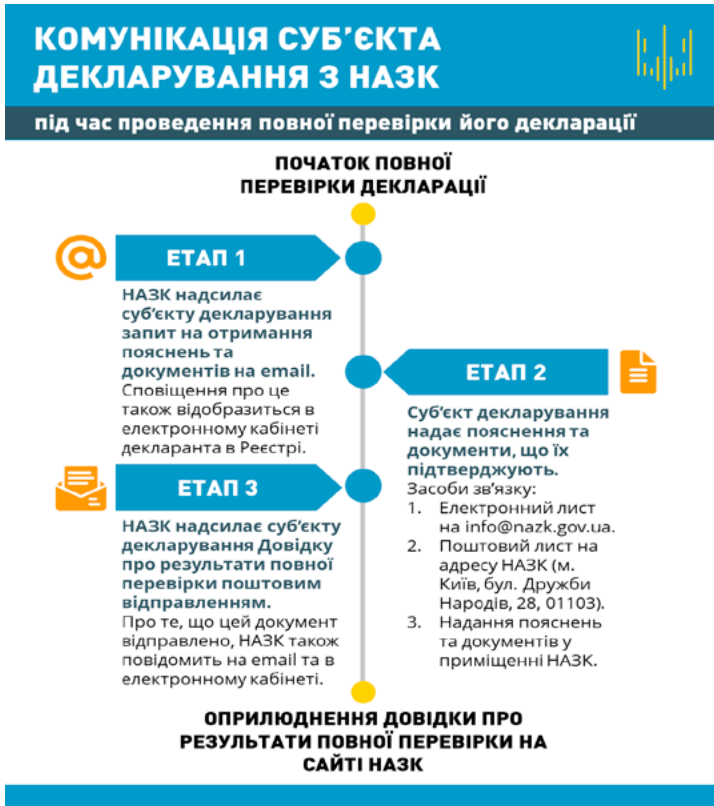 КОМУНІКАЦІЯ СУБ’ЄКТА
ДЕКЛАРУВАННЯ З НАЗК
під час проведення повної перевірки його декларації
ПОЧАТОК ПОВНОЇ
ПЕРЕВІРКИ ДЕКЛАРАЦІЇ
@
ЕТАП 1
НАЗК надсилає
суб’єкту декларування
запит на отримання
пояснень та
документів на email.
Сповіщення про це
також відобразиться в
електронному кабінеті
декларанта в Реєстрі.
ЕТАП 2
Суб’єкт декларування
надає пояснення та
документи, що їх
підтверджують.
Засоби зв’язку:
1. Електронний лист
на info@nazk.gov.ua.
2. Поштовий лист на
адресу НАЗК (м.
Київ, бул. Дружби
Народів, 28, 01103).
3. Надання пояснень
та документів у
приміщенні НАЗК.
ЕТАП 3
НАЗК надсилає суб’єкту
декларування Довідку
про результати повної
перевірки поштовим
відправленням.
Про те, що цей документ
відправлено, НАЗК також
повідомить на email та в
електронному кабінеті.
ОПРИЛЮДНЕННЯ ДОВІДКИ ПРО
РЕЗУЛЬТАТИ ПОВНОЇ ПЕРЕВІРКИ НА
САЙТІ НАЗК